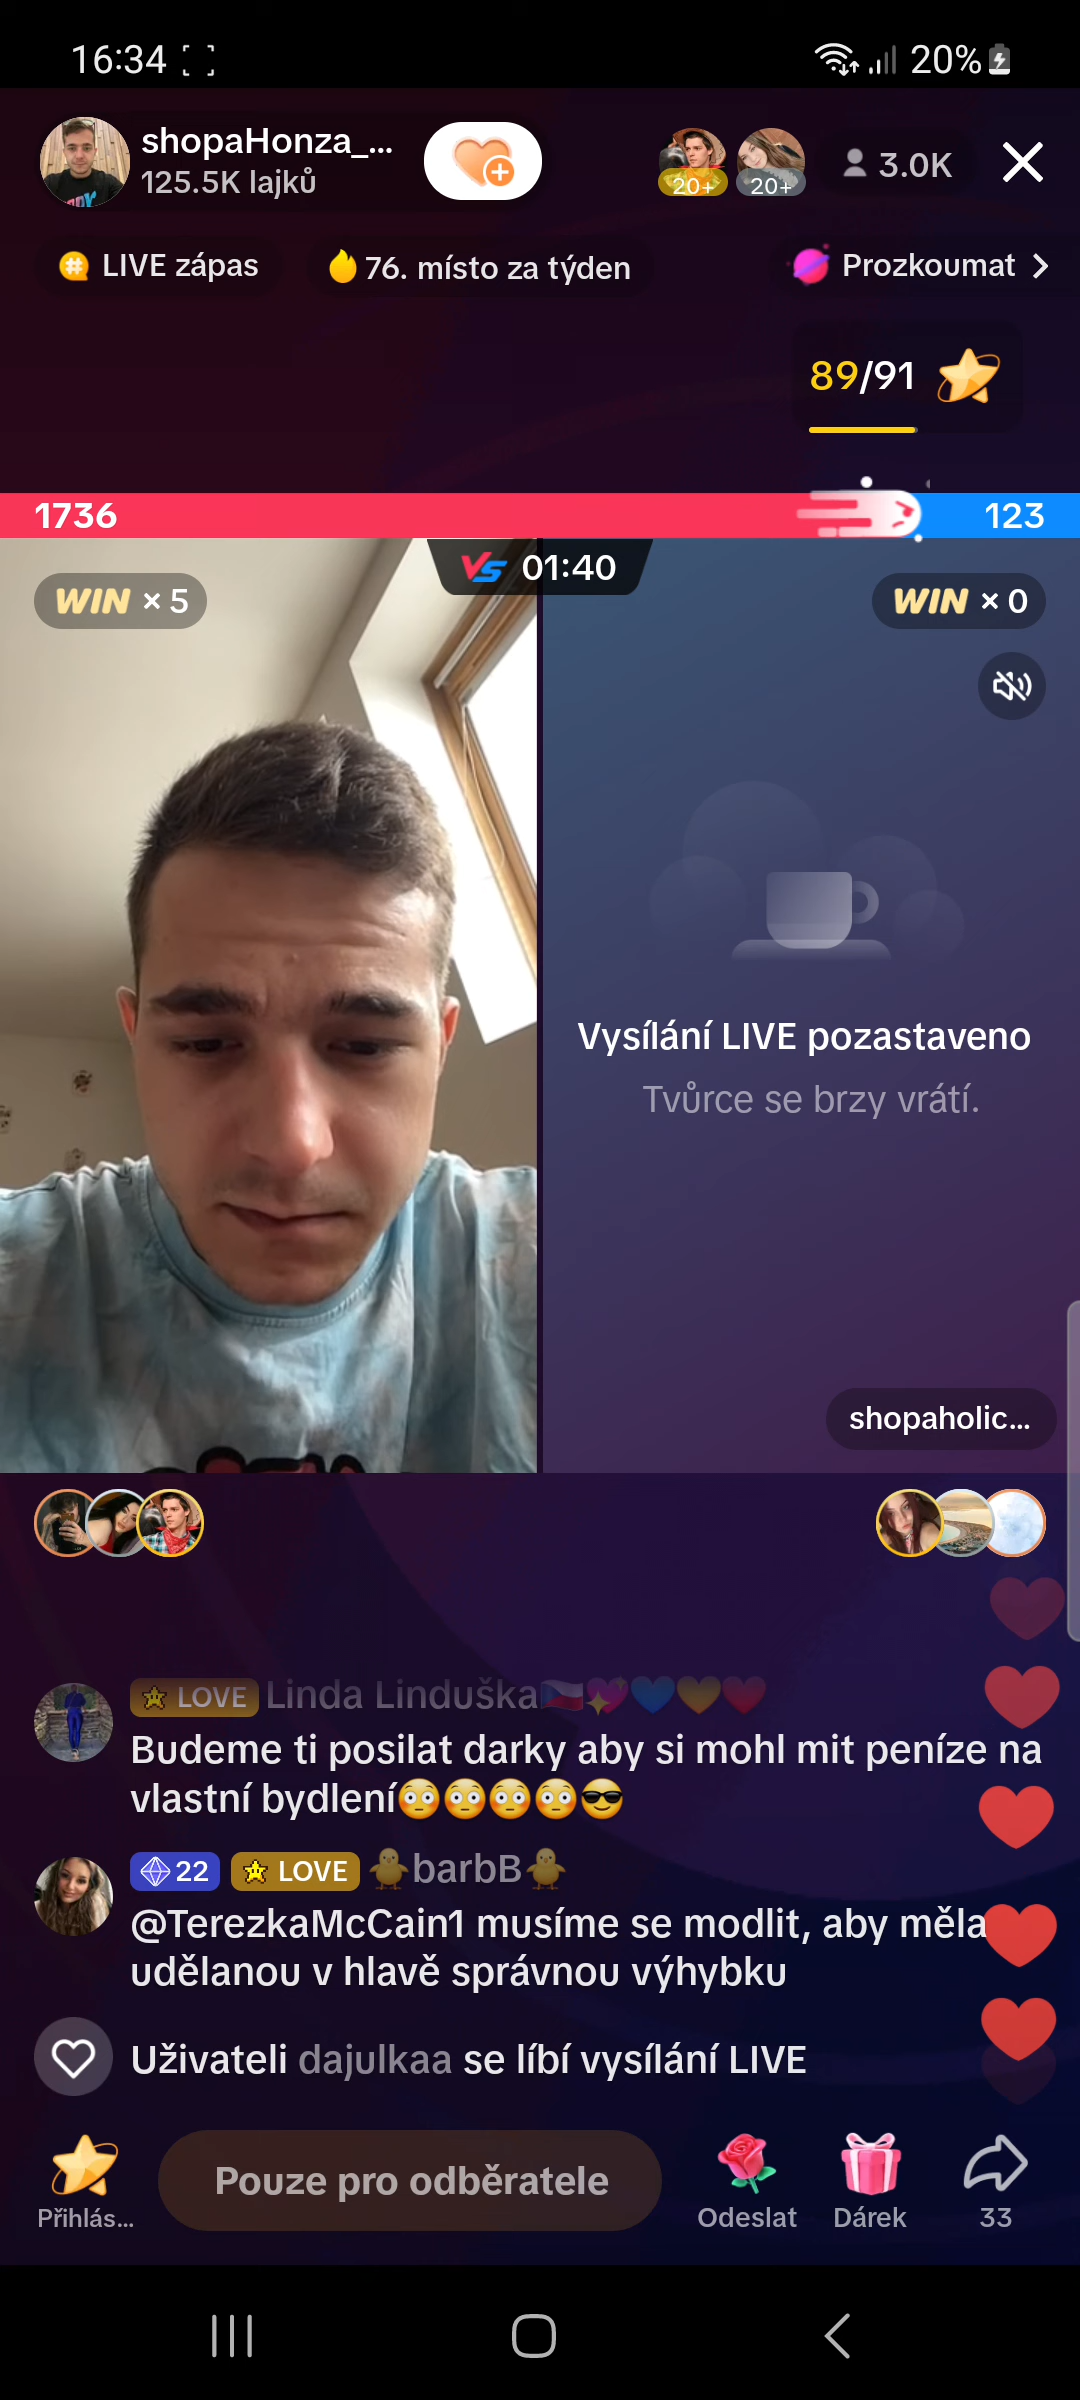 16:34 20%
shopaHonza_...
125.5K lajků
20+ 20+ 3.0K
LIVE zápas 76. místo za týden Prozkoumat
89/91
1736 123
VS 01:40
WIN × 5 WIN × 0
Vysílání LIVE pozastaveno
Tvůrce se brzy vrátí.
shopaholic...
LOVE Linda Linduška🇨🇿💖💙💛❤️
Budeme ti posilat darky aby si mohl mit peníze na
vlastní bydlení😳😳😳😳😎
22 LOVE 🐥barbB🐥
@TerezkaMcCain1 musíme se modlit, aby měla
udělanou v hlavě správnou výhybku
Uživateli dajulkaa se líbí vysílání LIVE
Pouze pro odběratele
Přihlás... Odeslat Dárek 33